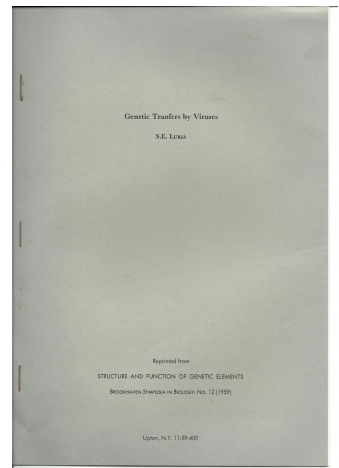 Genetic Tranfers by Viruses
S.E. Luria
Reprinted from
STRUCTURE AND FUNCTION OF GENETIC ELEMENTS
Brookhaven Symposia in Biology: No. 12 (1959)
Upton, N.Y. 11-59-400